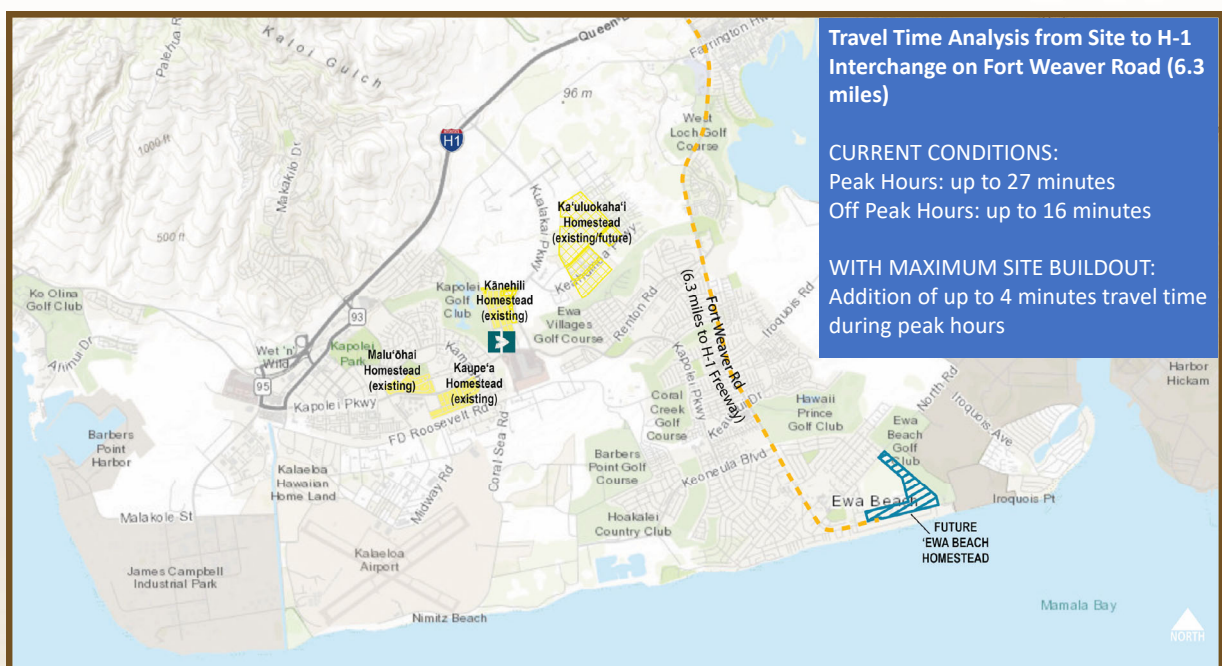 Travel Time Analysis from Site to H-1
Interchange on Fort Weaver Road (6.3
miles)
CURRENT CONDITIONS:
Peak Hours: up to 27 minutes
Off Peak Hours: up to 16 minutes
WITH MAXIMUM SITE BUILDOUT:
Addition of up to 4 minutes travel time
during peak hours
Palehua R
Kaloi Gulch
Queen
Farrington Hwy
96 m
1000 ft
H1
West
Loch Golf
Course
Makakilo Dr
Kualakai Pkwy
Ka'uluokaha'i
Homestead
(existing/future)
500 ft
Ko Olina
Golf Club
93
Kapolei
Golf
Club
Kānehili
Homestead
(existing)
Ewa
Villages
Golf Course
Renton Rd
Iroquois Rd
Fort Weaver Rd
(6.3 miles to H-1 Freeway)
Wet 'n'
Wild
Kapolei
Park
Malu'ōhai
Homestead
(existing)
Kaupe'a
Homestead
(existing)
Kapolei Pkwy
Harbor
Hickam
95
Kapolei Pkwy
FD Roosevelt Rd
Coral
Creek
Golf
Course
Hawaii
Prince
Golf Club
North Rd
Iroquois Ave
Ewa
Beach
Golf
Club
Barbers
Point
Harbor
Coral Sea Rd
Barbers
Point Golf
Course
Keoneula Blvd
Kalaeloa
Hawaiian
Home Land
Midway Rd
Ewa Beach
Iroquois Pt
Malakole St
Hoakalei
Country Club
FUTURE
'EWA BEACH
HOMESTEAD
Kalaeloa
Airport
James Campbell
Industrial Park
Nimitz Beach
Mamala Bay
NORTH